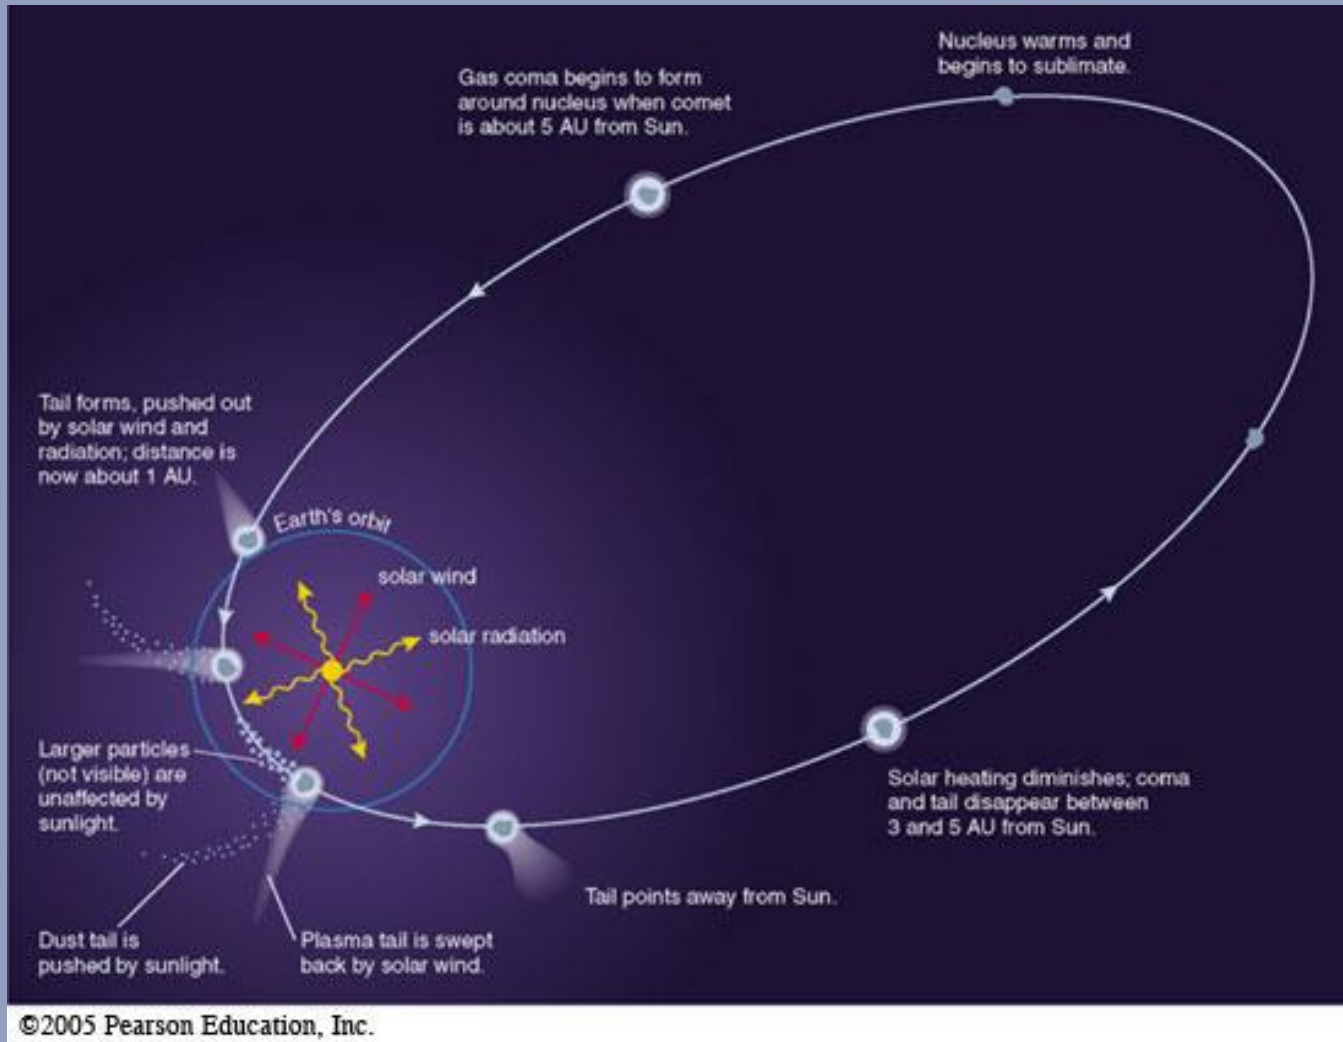 Nucleus warms and
begins to sublimate.
Gas coma begins to form
around nucleus when comet
is about 5 AU from Sun.
Tail forms, pushed out
by solar wind and
radiation; distance is
now about 1 AU.
Earth's orbit
solar wind
solar radiation
Larger particles
(not visible) are
unaffected by
sunlight.
Solar heating diminishes; coma
and tail disappear between
3 and 5 AU from Sun.
Tail points away from Sun.
Dust tail is
pushed by sunlight.
Plasma tail is swept
back by solar wind.
©2005 Pearson Education, Inc.